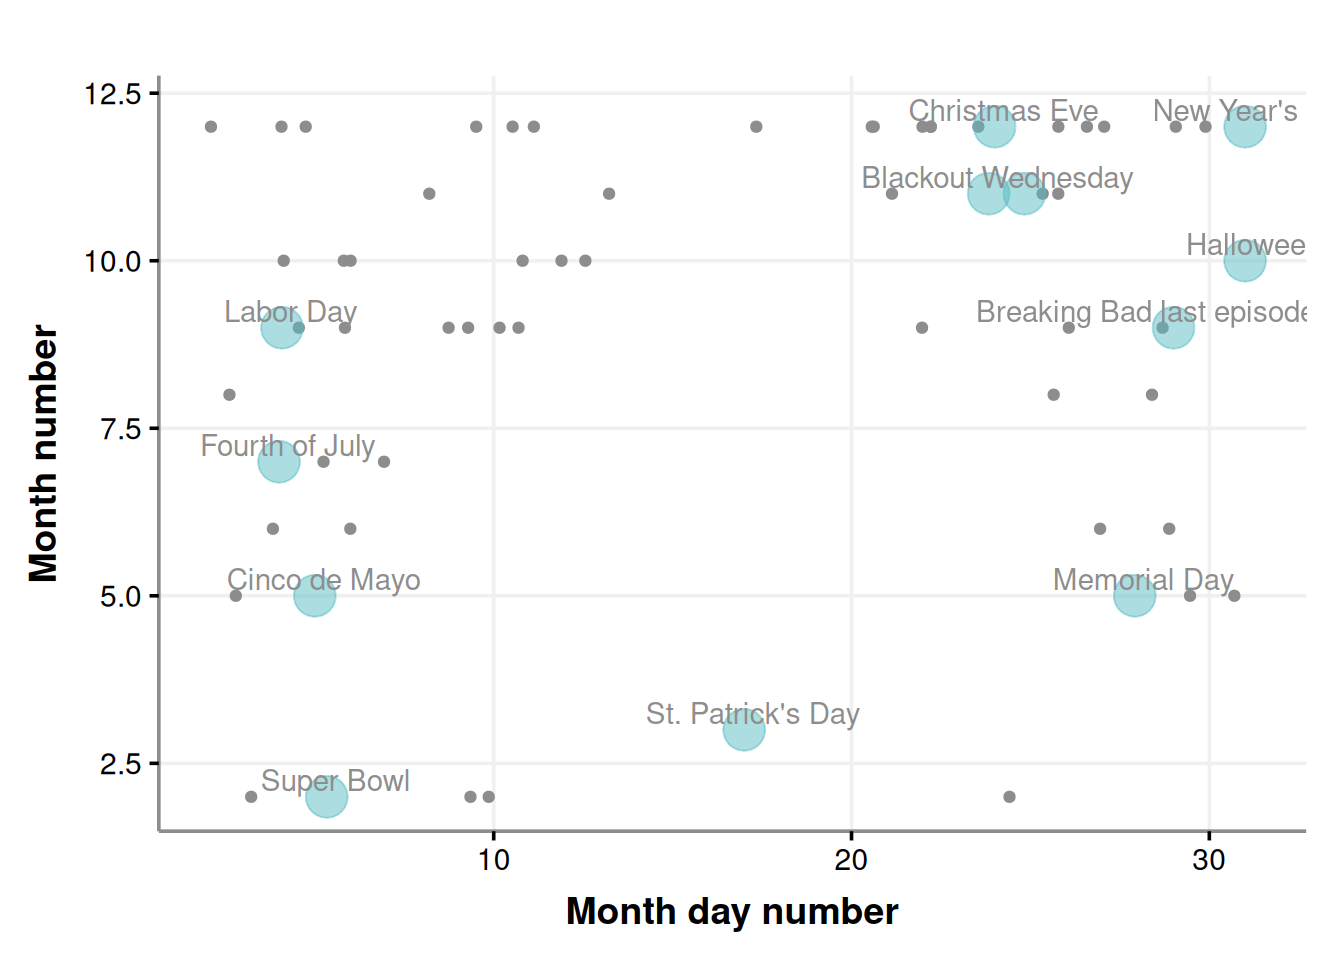 12.5
Christmas Eve
New Year's
Blackout Wednesday
10.0
Hallowee
Labor Day
Breaking Bad last episode
7.5
Fourth of July
5.0
Cinco de Mayo
Memorial Day
St. Patrick's Day
2.5
Super Bowl
10 20 30
Month day number
Month number